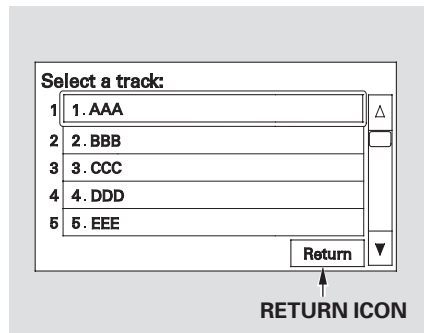 Select a track:
1 1. AAA
2 2. BBB
3 3. CCC
4 4. DDD
5 5. EEE
Return
RETURN ICON